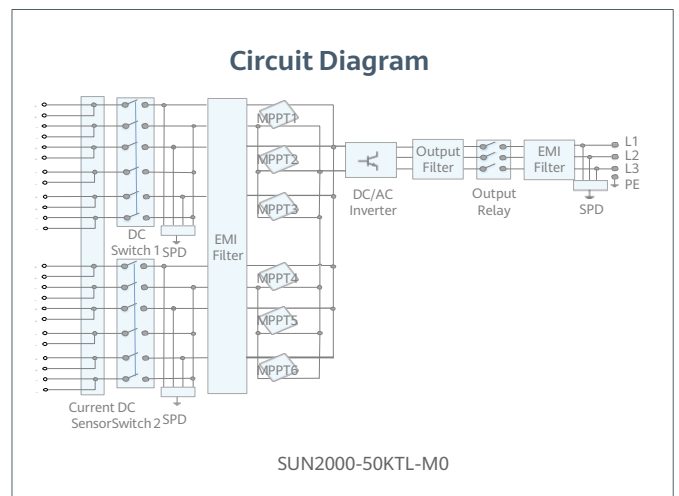 Circuit Diagram
MPPT1
MPPT2
MPPT3
MPPT4
MPPT5
MPPT6
DC
Switch 1
SPD
EMI
Filter
Current DC
SensorSwitch 2
SPD
DC/AC
Inverter
Output
Filter
Output
Relay
EMI
Filter
SPD
L1
L2
L3
PE
SUN2000-50KTL-M0